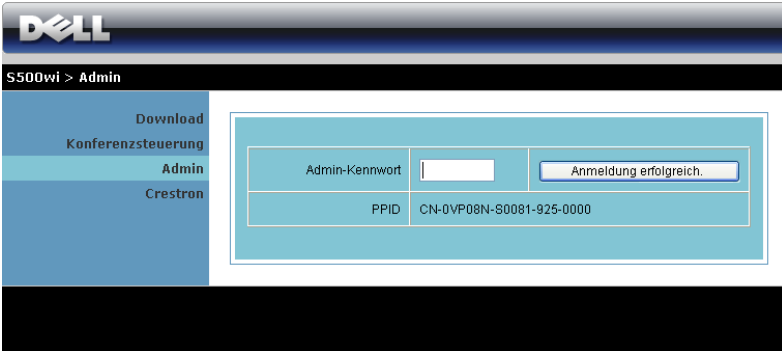 DELL
S500wi > Admin
Download
Konferenzsteuerung
Admin
Crestron
Admin-Kennwort Anmeldung erfolgreich.
PPID CN-0VP08N-S0081-925-0000